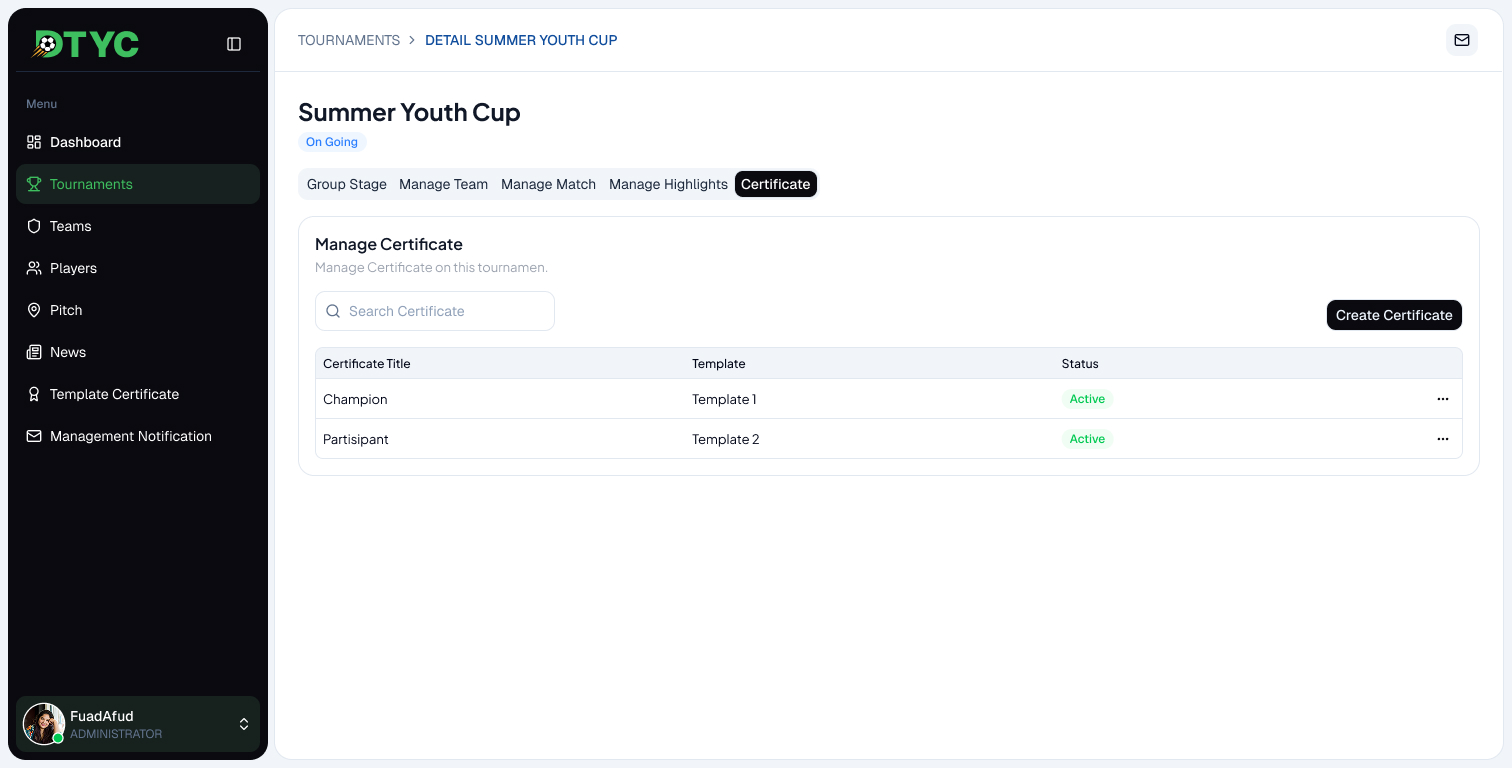 DTYC
TOURNAMENTS > DETAIL SUMMER YOUTH CUP
Menu
Dashboard
Tournaments
Teams
Players
Pitch
News
Template Certificate
Management Notification
FuadAfud
ADMINISTRATOR
Summer Youth Cup
On Going
Group Stage Manage Team Manage Match Manage Highlights Certificate
Manage Certificate
Manage Certificate on this tournamen.
Search Certificate
Create Certificate
Certificate Title Template Status
Champion Template 1 Active
Partisipant Template 2 Active